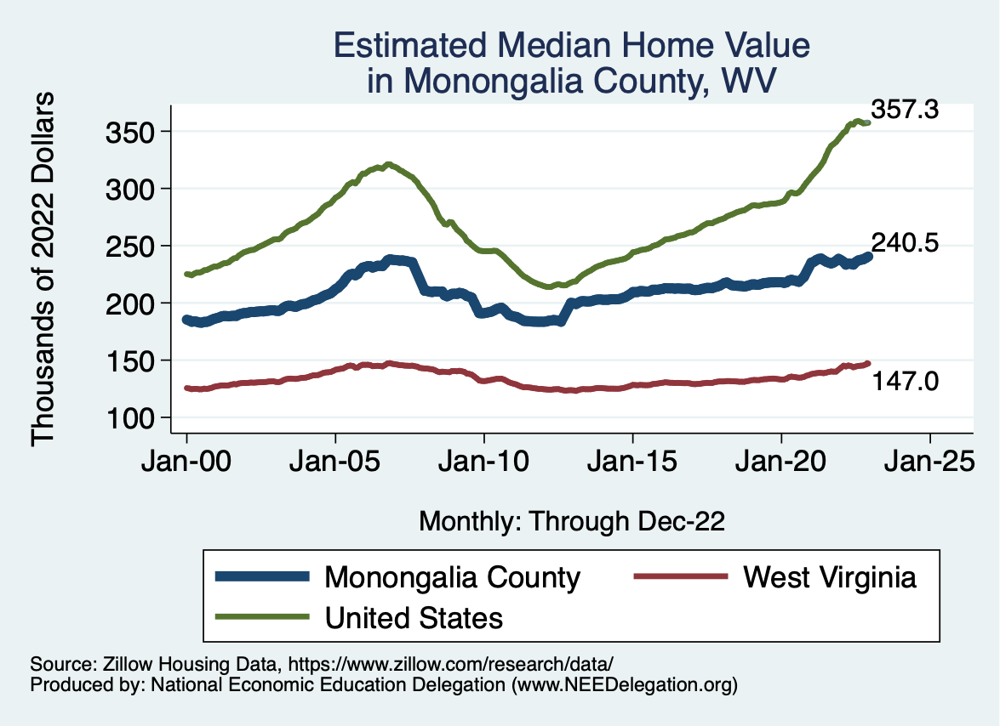 Estimated Median Home Value
in Monongalia County, WV
Thousands of 2022 Dollars
350
300
250
200
150
100
357.3
240.5
147.0
Jan-00 Jan-05 Jan-10 Jan-15 Jan-20 Jan-25
Monthly: Through Dec-22
Monongalia County West Virginia
United States
Source: Zillow Housing Data, https://www.zillow.com/research/data/
Produced by: National Economic Education Delegation (www.NEEDelegation.org)